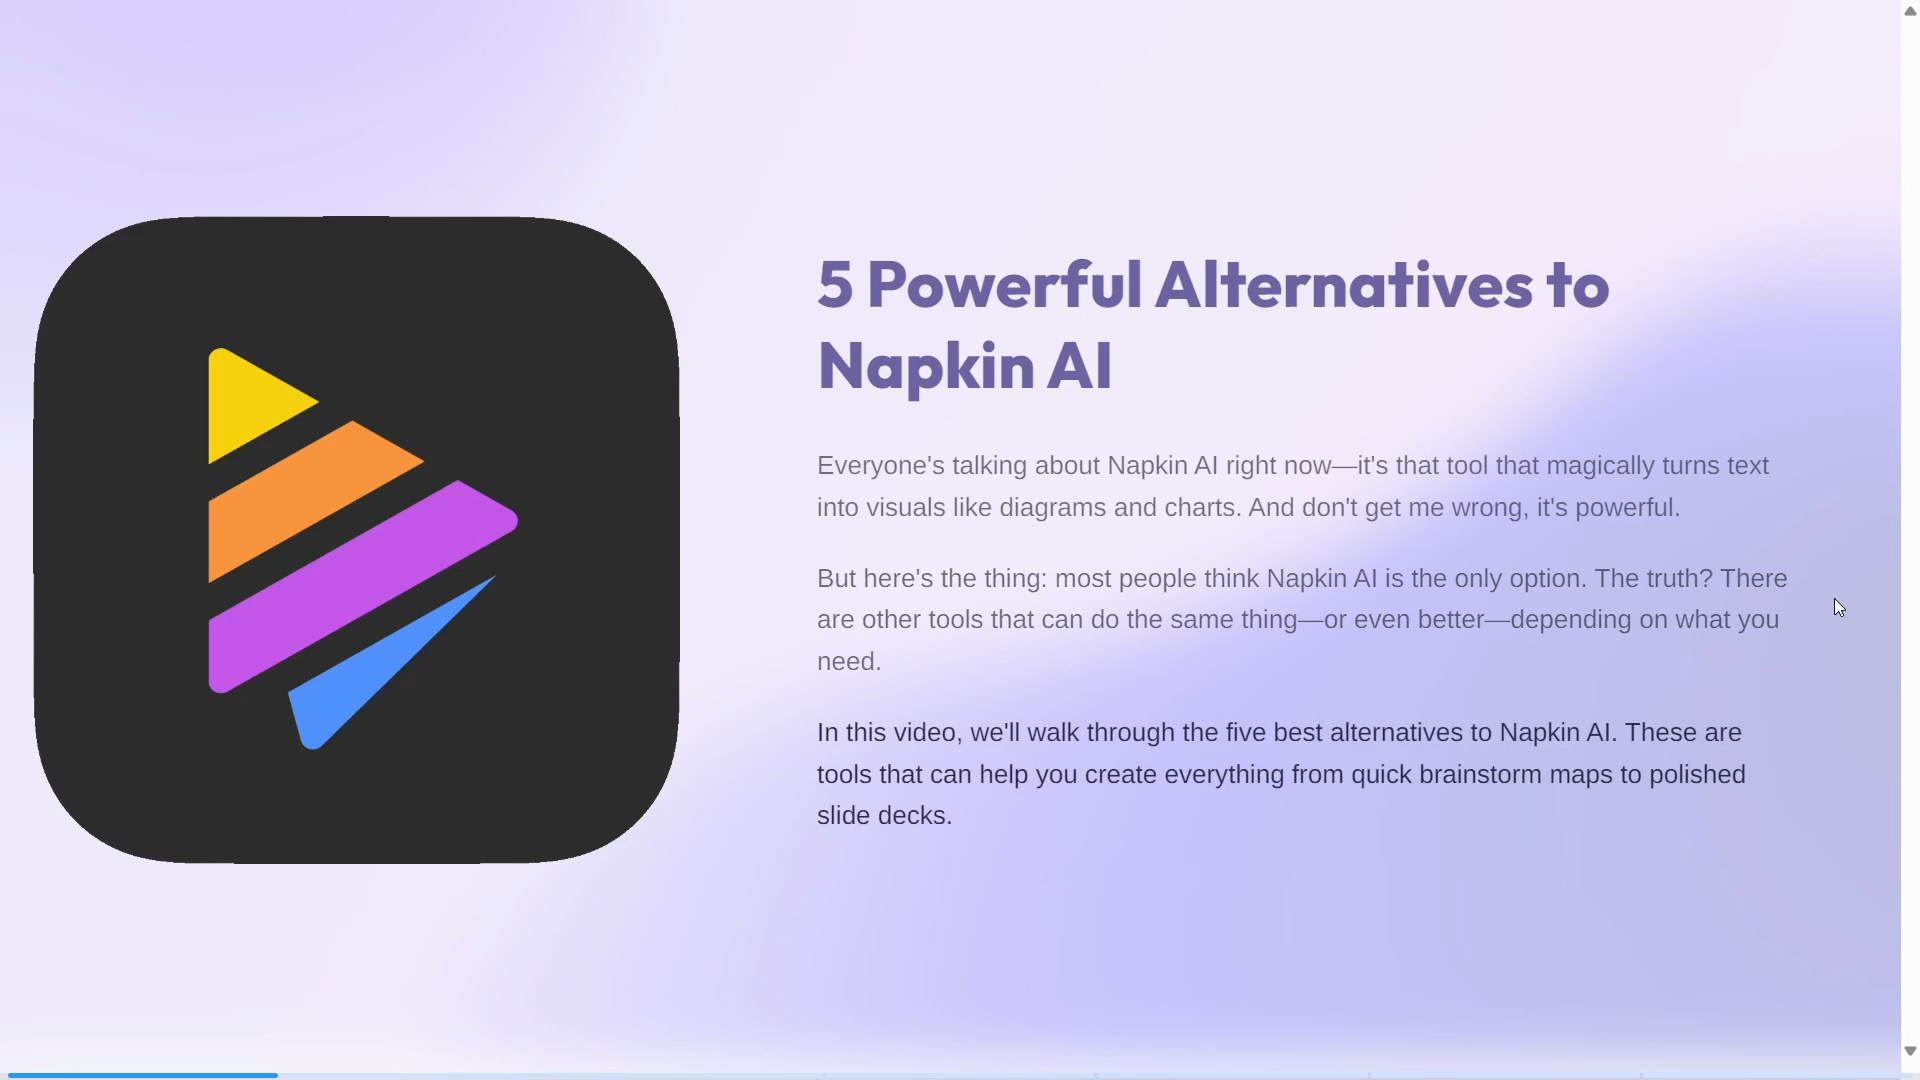 5 Powerful Alternatives to
Napkin AI
Everyone's talking about Napkin AI right now—it's that tool that magically turns text
into visuals like diagrams and charts. And don't get me wrong, it's powerful.
But here's the thing: most people think Napkin AI is the only option. The truth? There
are other tools that can do the same thing—or even better—depending on what you
need.
In this video, we'll walk through the five best alternatives to Napkin AI. These are
tools that can help you create everything from quick brainstorm maps to polished
slide decks.